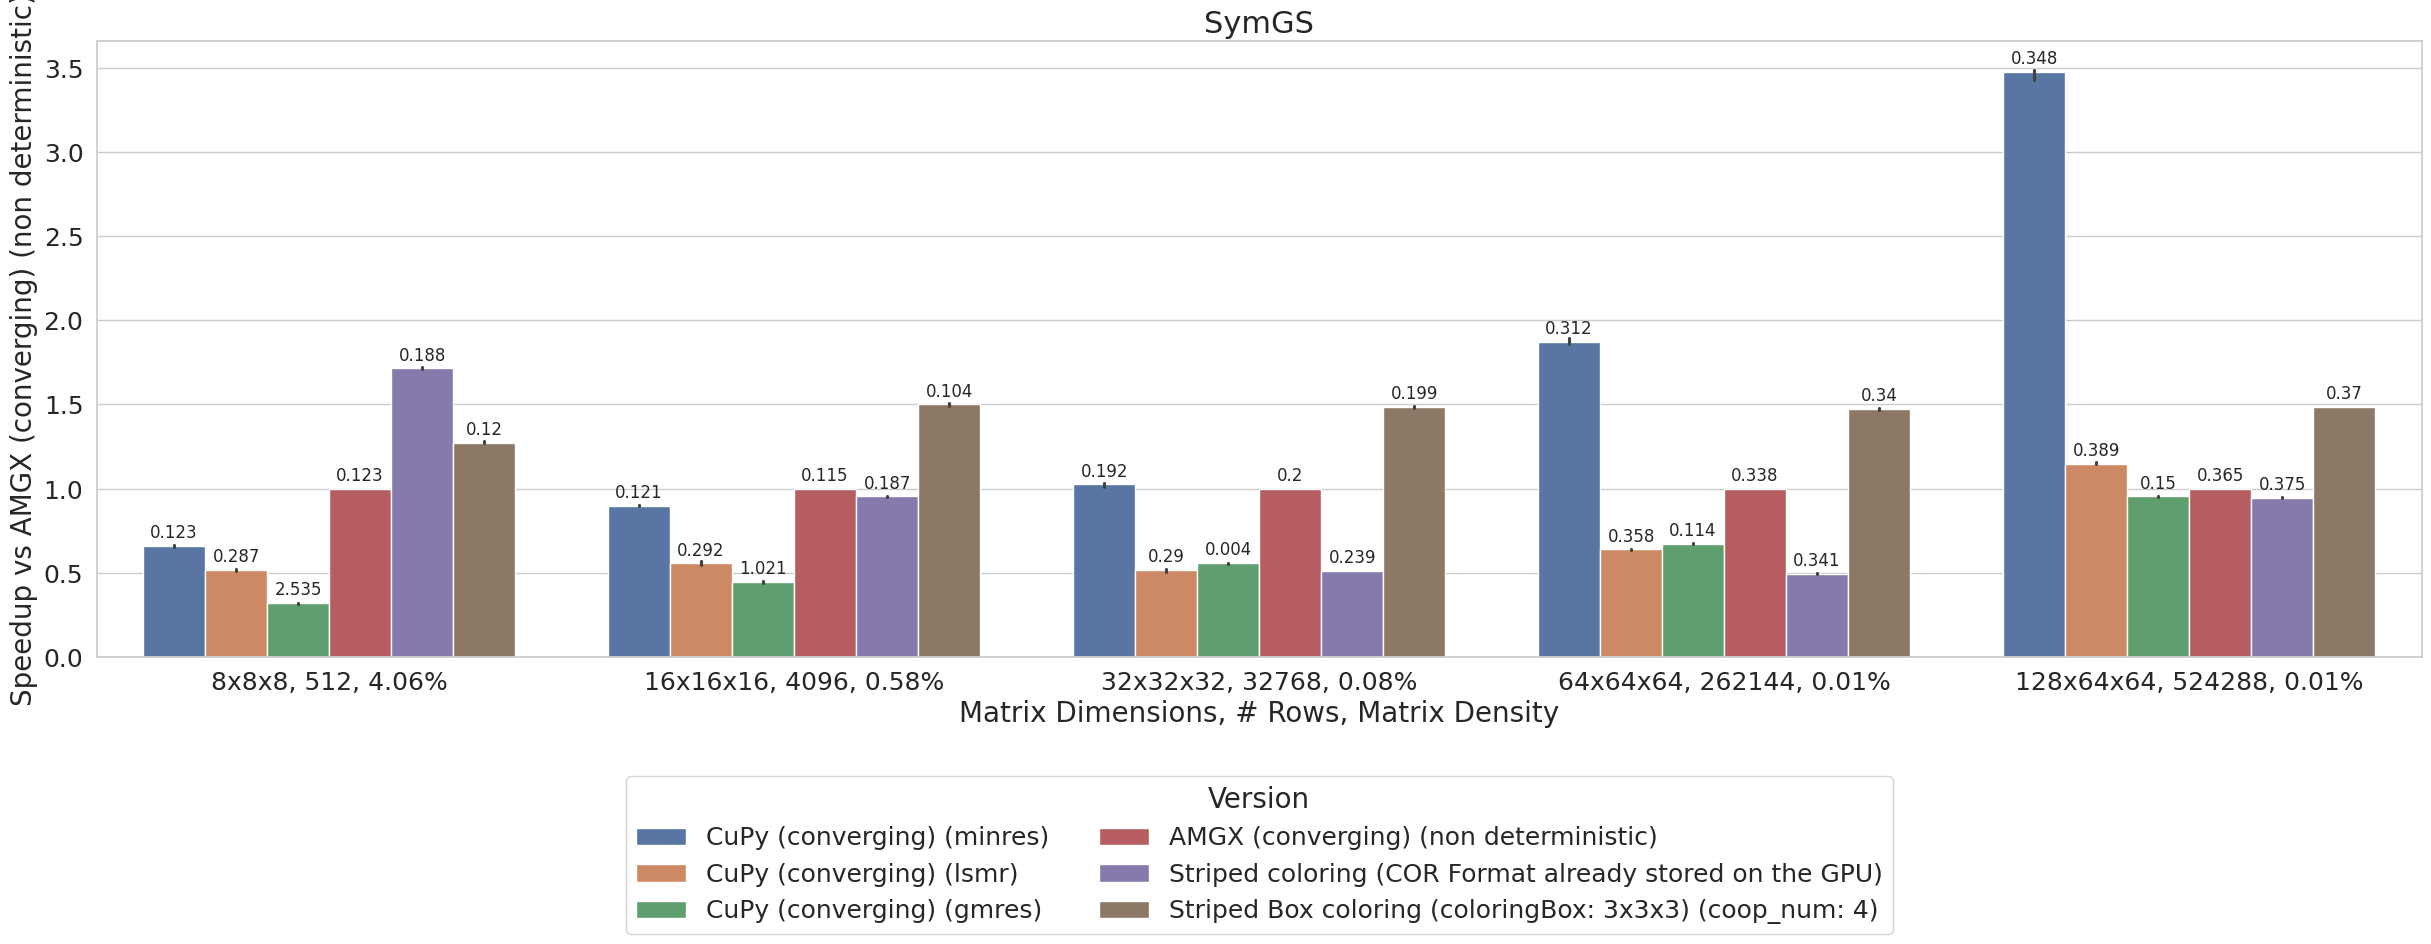 SymGS
Speedup vs AMGX (converging) (non deterministic)
3.5
3.0
2.5
2.0
1.5
1.0
0.5
0.0
0.123
0.287
2.535
0.123
0.188
0.12
0.121
0.292
1.021
0.115
0.187
0.104
0.192
0.29
0.004
0.2
0.239
0.199
0.312
0.358
0.114
0.338
0.341
0.34
0.348
0.389
0.15
0.365
0.375
0.37
8x8x8, 512, 4.06%
16x16x16, 4096, 0.58%
32x32x32, 32768, 0.08%
64x64x64, 262144, 0.01%
128x64x64, 524288, 0.01%
Matrix Dimensions, # Rows, Matrix Density
Version
CuPy (converging) (minres)
CuPy (converging) (lsmr)
CuPy (converging) (gmres)
AMGX (converging) (non deterministic)
Striped coloring (COR Format already stored on the GPU)
Striped Box coloring (coloringBox: 3x3x3) (coop_num: 4)